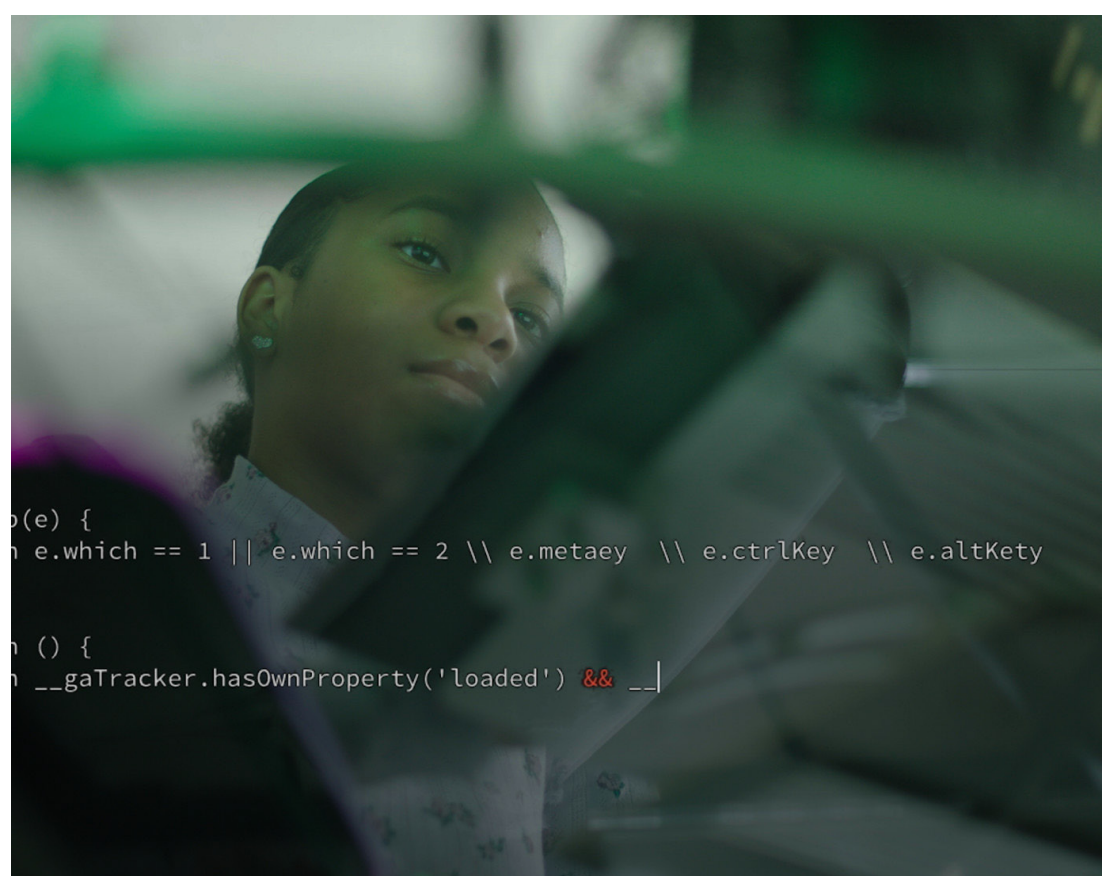 (e) {
e.which == 1 || e.which == 2 \\ e.metaey \\ e.ctrlKey \\ e.altKety
() {
__gaTracker.hasOwnProperty('loaded') && __